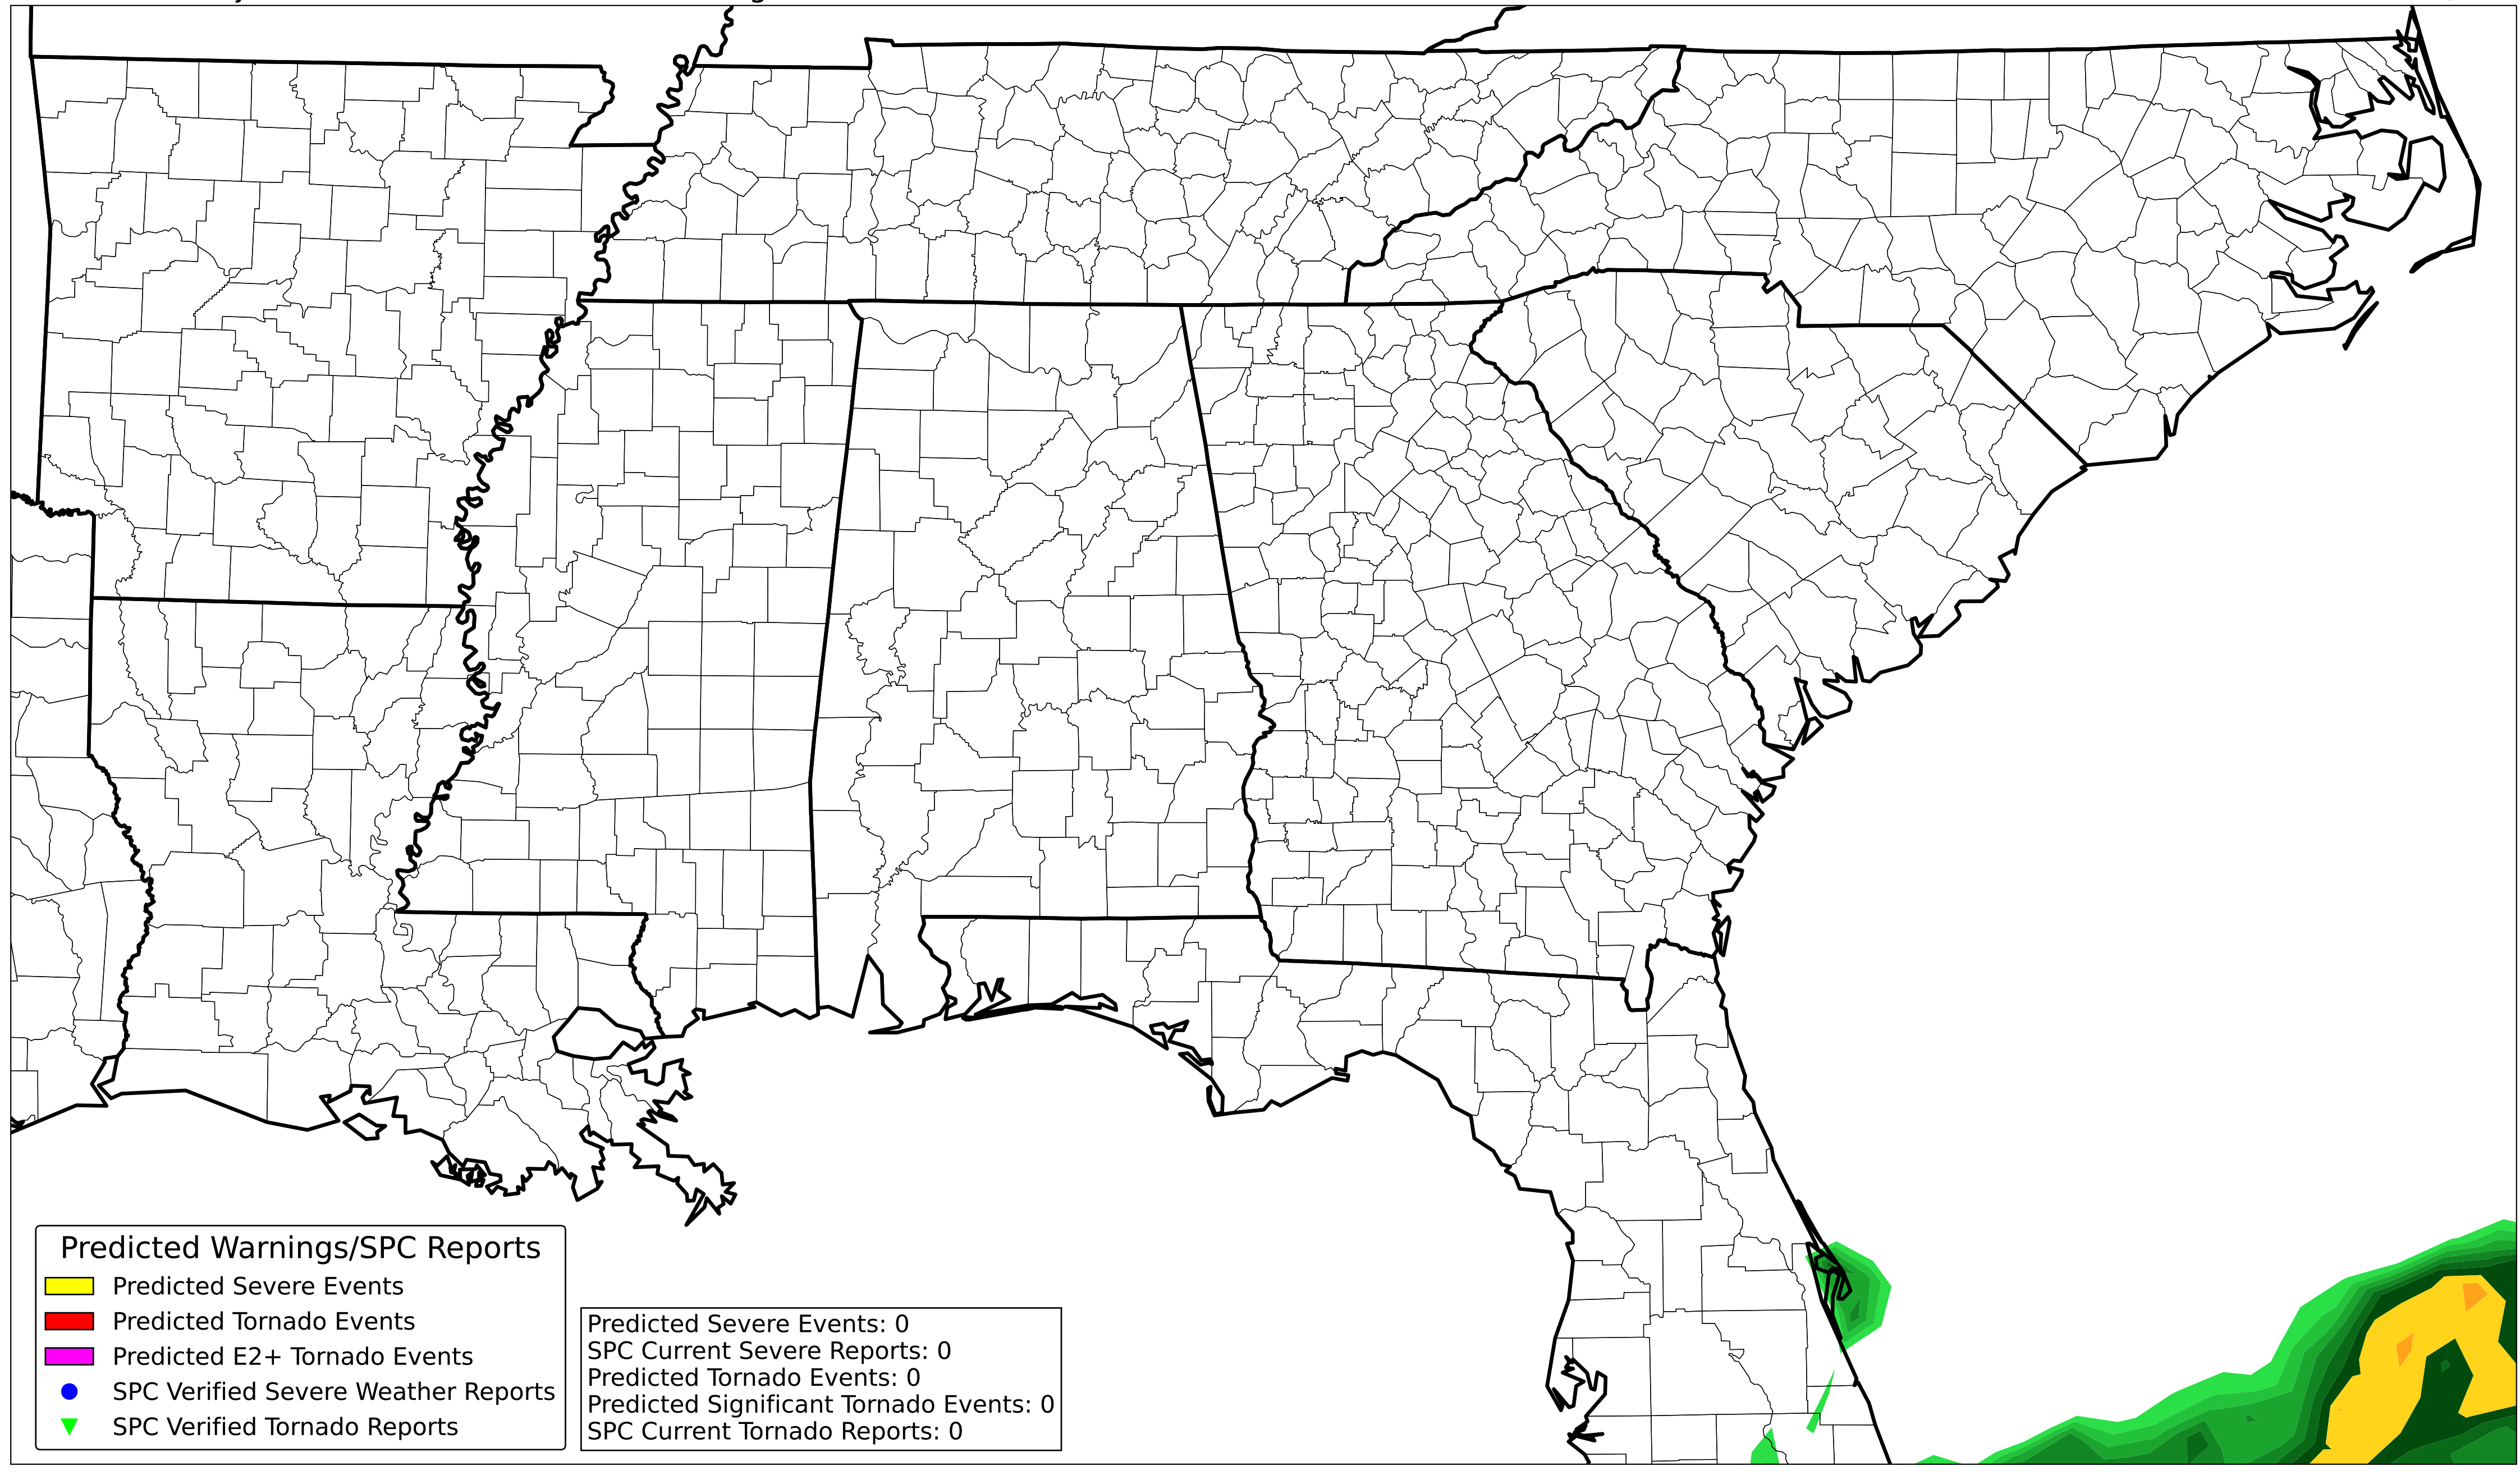 Predicted Warnings/SPC Reports
Predicted Severe Events
Predicted Tornado Events
Predicted E2+ Tornado Events
SPC Verified Severe Weather Reports
SPC Verified Tornado Reports
Predicted Severe Events: 0
SPC Current Severe Reports: 0
Predicted Tornado Events: 0
Predicted Significant Tornado Events: 0
SPC Current Tornado Reports: 0